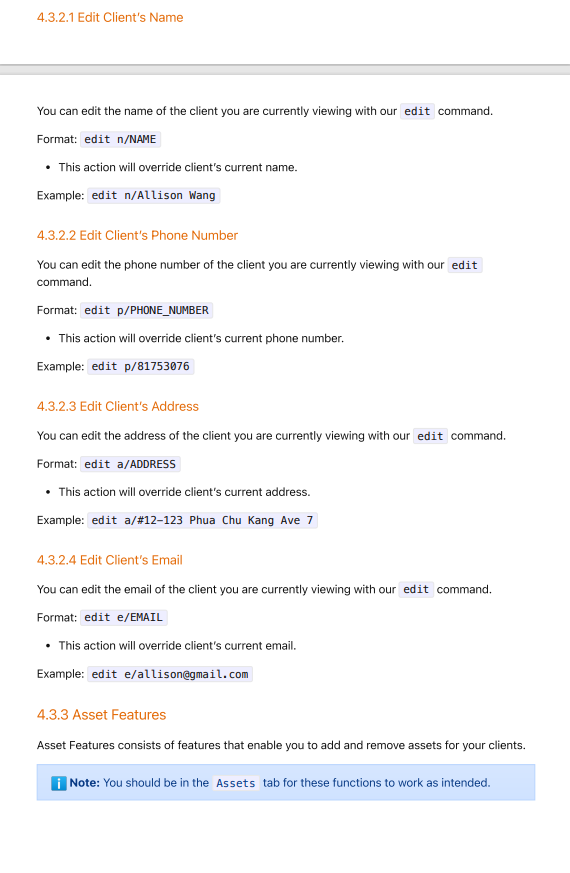 4.3.2.1 Edit Client's Name
You can edit the name of the client you are currently viewing with our edit command.
Format: edit n/NAME
• This action will override client's current name.
Example: edit n/Allison Wang
4.3.2.2 Edit Client's Phone Number
You can edit the phone number of the client you are currently viewing with our edit
command.
Format: edit p/PHONE_NUMBER
• This action will override client's current phone number.
Example: edit p/81753076
4.3.2.3 Edit Client's Address
You can edit the address of the client you are currently viewing with our edit command.
Format: edit a/ADDRESS
• This action will override client's current address.
Example: edit a/#12-123 Phua Chu Kang Ave 7
4.3.2.4 Edit Client's Email
You can edit the email of the client you are currently viewing with our edit command.
Format: edit e/EMAIL
• This action will override client's current email.
Example: edit e/allison@gmail.com
4.3.3 Asset Features
Asset Features consists of features that enable you to add and remove assets for your clients.
ℹ️ Note: You should be in the Assets tab for these functions to work as intended.